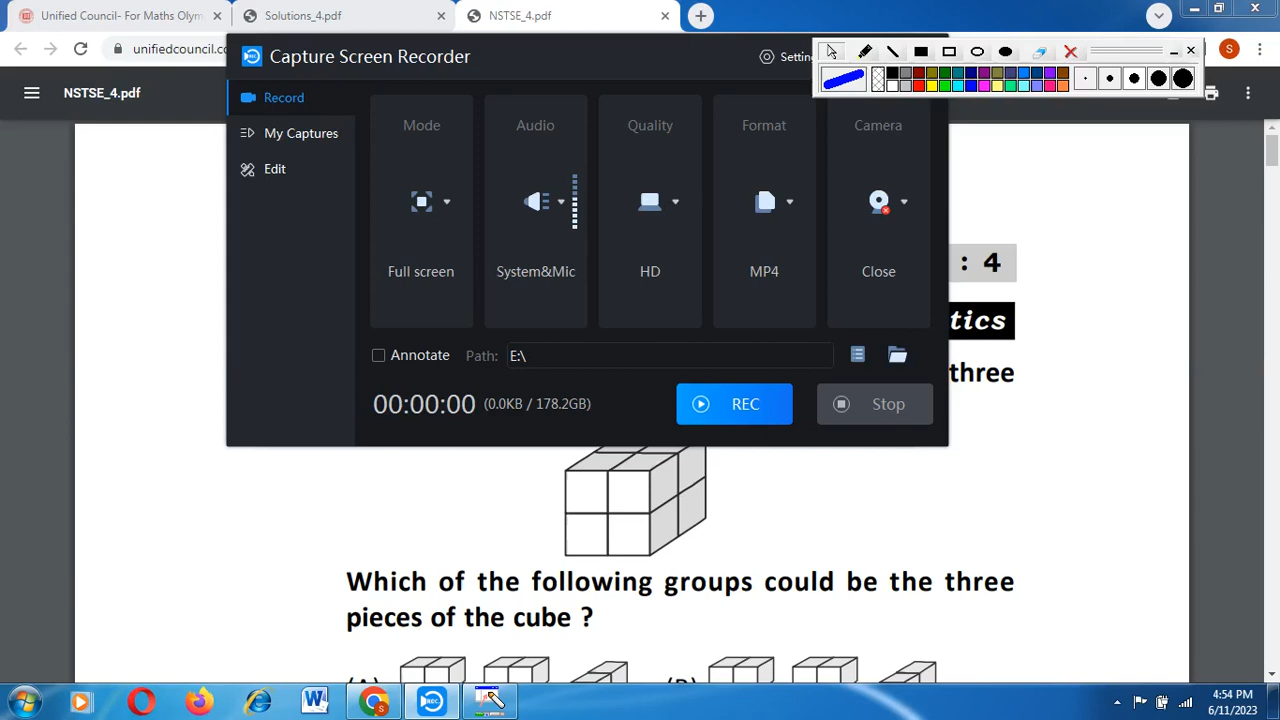 Unified Council- For Maths Olym
Solutions_4.pdf
NSTSE_4.pdf
unifiedcouncil.c
S
NSTSE_4.pdf
Capture Screen Recorder
Settin
Record
My Captures
Edit
Mode
Audio
Quality
Format
Camera
Full screen
System&Mic
HD
MP4
Close
Annotate
Path:
E:\
00:00:00
(0.0KB / 178.2GB)
REC
Stop
: 4
tics
three
Which of the following groups could be the three
pieces of the cube ?
(A)
(B)
4:54 PM
6/11/2023